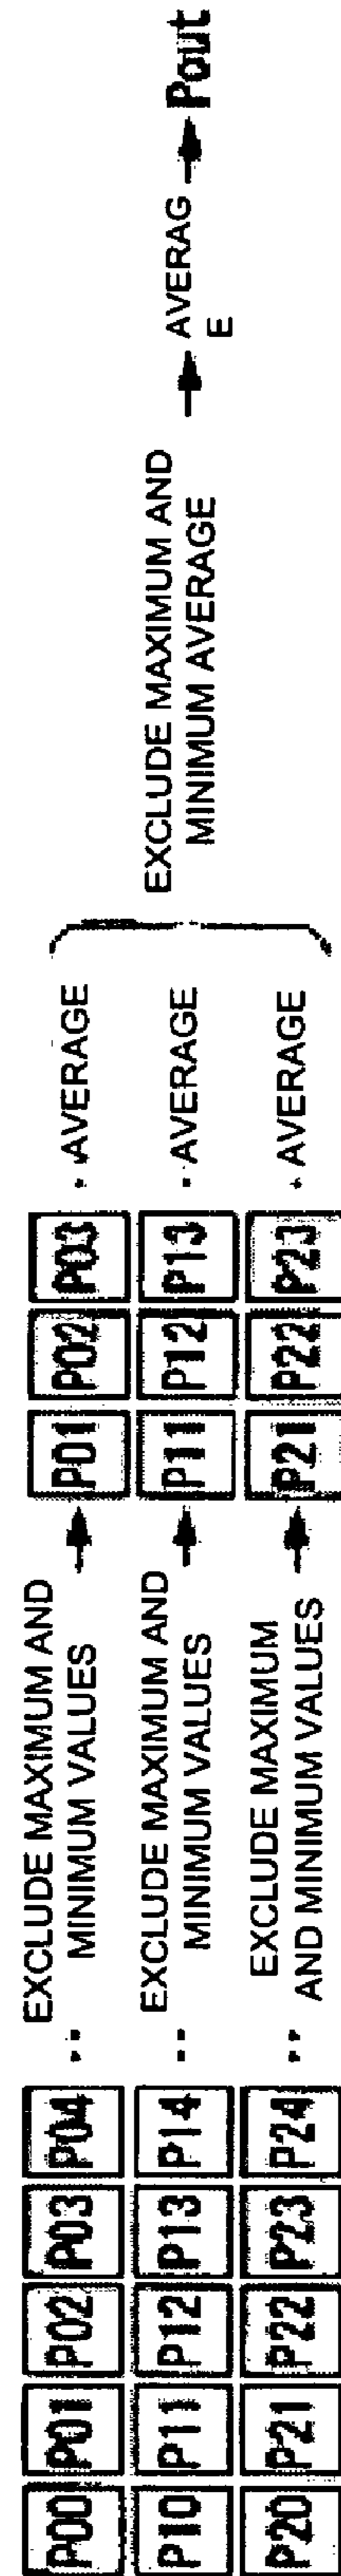 P00 P01 P02 P03 P04
EXCLUDE MAXIMUM AND
MINIMUM VALUES
P01 P02 P03
AVERAGE
P10 P11 P12 P13 P14
EXCLUDE MAXIMUM AND
MINIMUM VALUES
P11 P12 P13
AVERAGE
P20 P21 P22 P23 P24
EXCLUDE MAXIMUM
AND MINIMUM VALUES
P21 P22 P23
AVERAGE
EXCLUDE MAXIMUM AND
MINIMUM AVERAGE
AVERAG
E
Pout